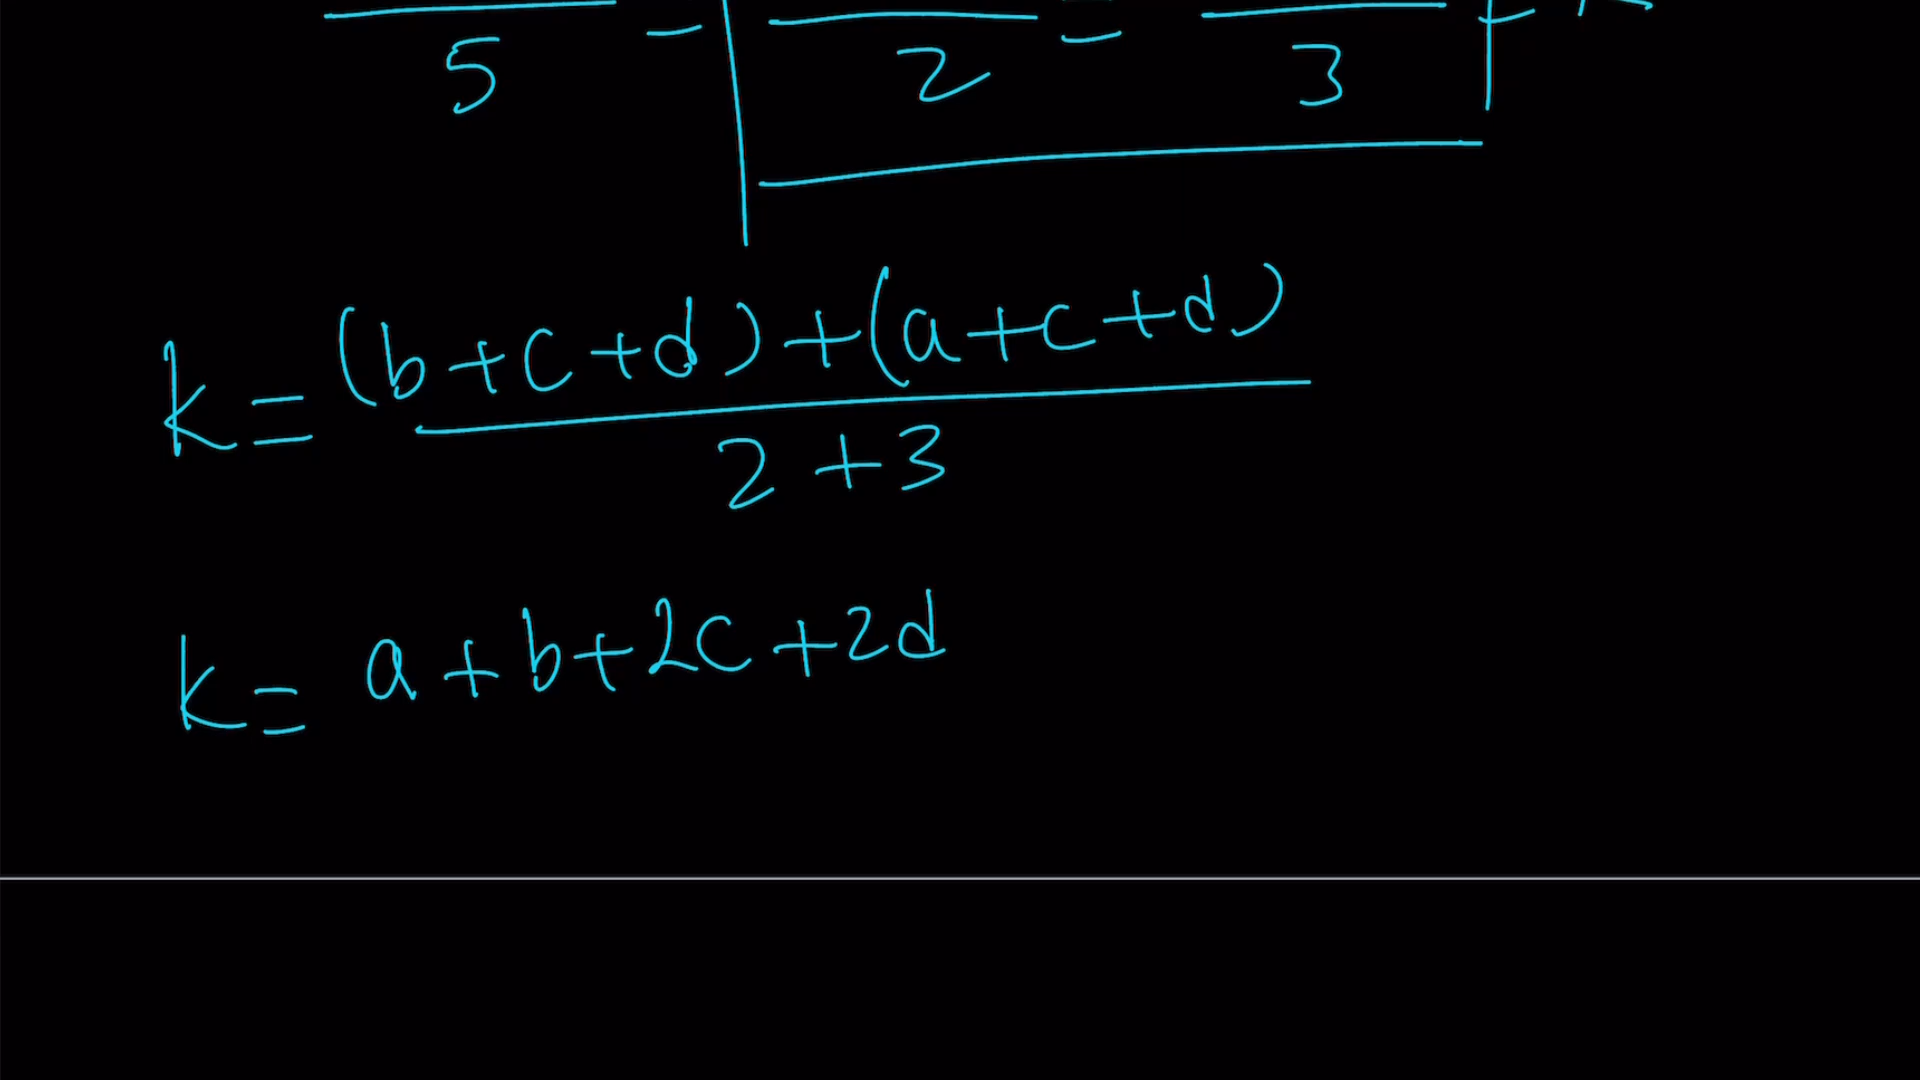 5 = 2 = 3
k = (b+c+d)+(a+c+d)
2+3
k = a+b+2c+2d